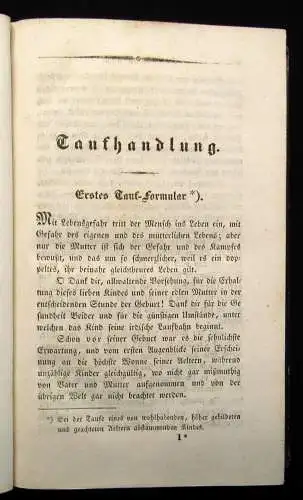 Taufhandlung.
Erstes Tauf-Formular *).
Mit Lebensgefahr tritt der Mensch ins Leben ein, mit
Gefahr des eigenen und des mütterlichen Lebens; aber
nur die Mutter ist sich der Gefahr und des Kampfes
bewußt, und das um so schmerzlicher, weil es ein dop-
peltes, ihr beinahe gleichtheures Leben gilt.
O Dank dir, allwaltende Vorsehung, für die Erhal-
tung dieses lieben Kindes und seiner edlen Mutter in der
entscheidenden Stunde der Geburt! Dank dir für die Ge-
sundheit Beider und für die günstigen Umstände, unter
welchen das Kind seine irdische Laufbahn beginnt.
Schon vor seiner Geburt war es die sehnlichste
Erwartung, und vom ersten Augenblicke seiner Erschei-
nung an die höchste Wonne seiner Aeltern, während
unzählige Kinder gleichgültig, wo nicht gar mißmuthig
von Vater und Mutter aufgenommen und von der
übrigen Welt gar nicht beachtet werden.
*) Bei der Taufe eines von wohlhabenden, höher gebildeten
und geachteten Aeltern abstammenden Kindes.
1*